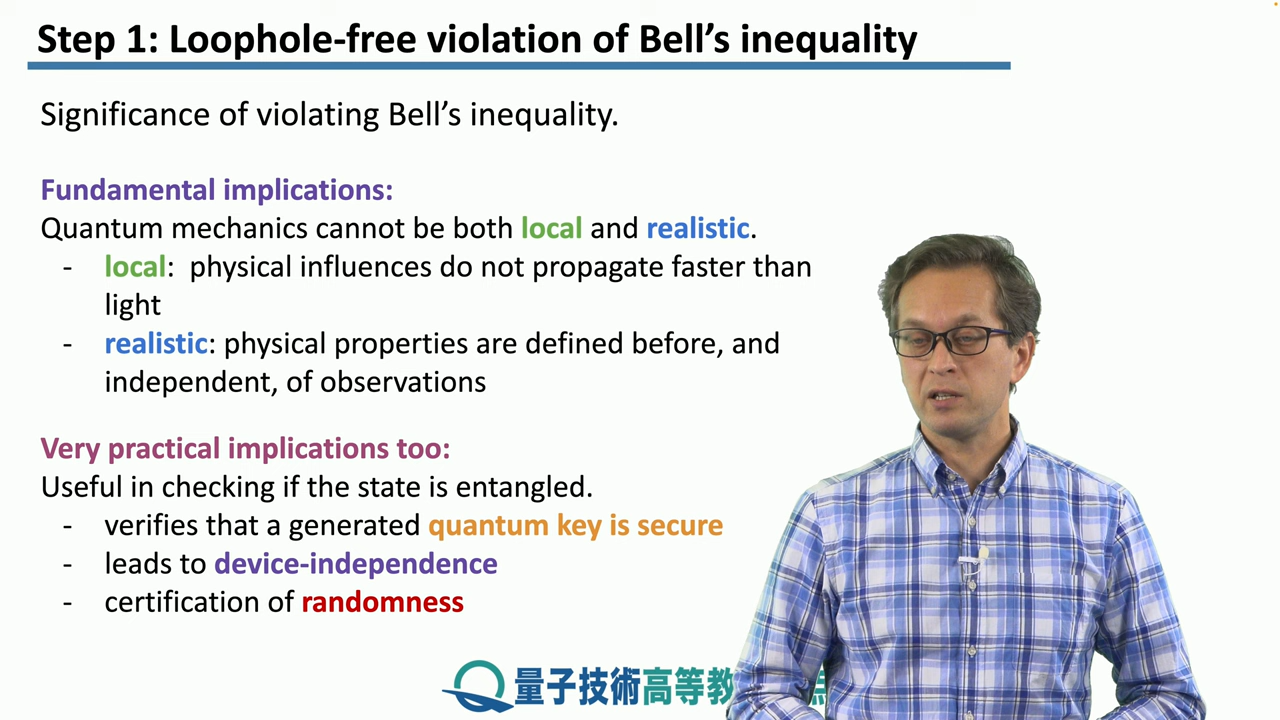 Step 1: Loophole-free violation of Bell’s inequality
Significance of violating Bell’s inequality.
Fundamental implications:
Quantum mechanics cannot be both local and realistic.
- local: physical influences do not propagate faster than
light
- realistic: physical properties are defined before, and
independent, of observations
Very practical implications too:
Useful in checking if the state is entangled.
- verifies that a generated quantum key is secure
- leads to device-independence
- certification of randomness
量子技術高等教